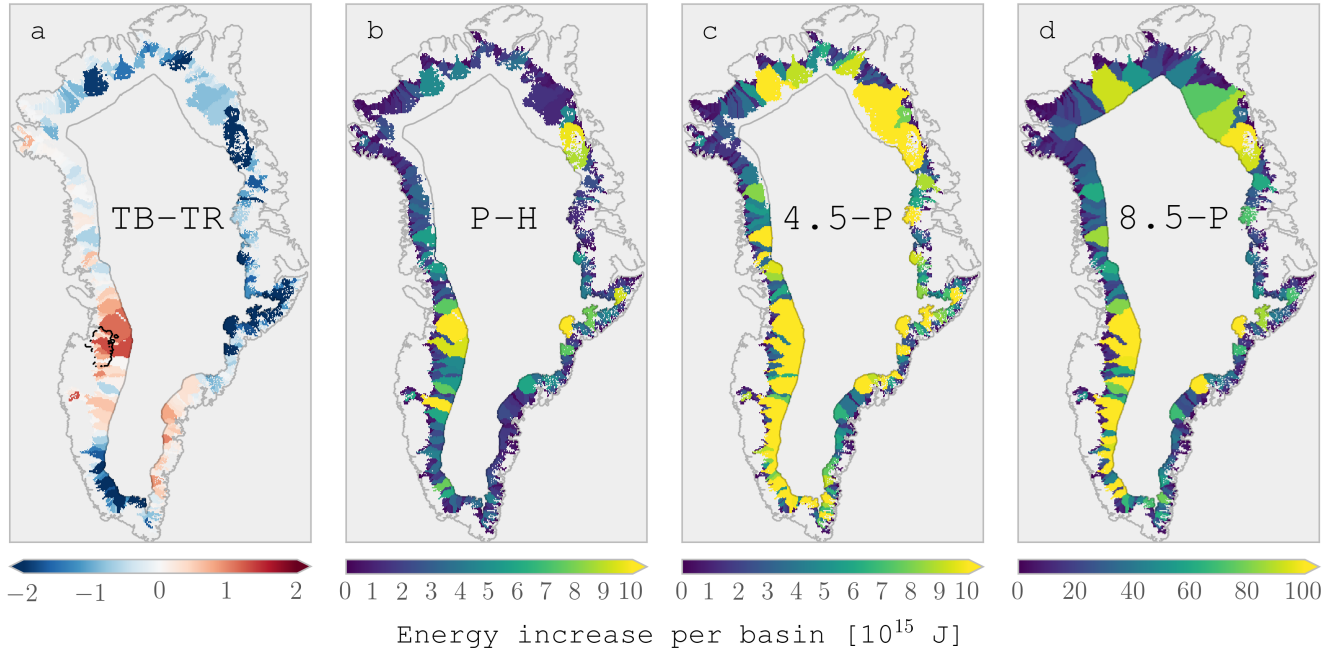 a b c d
TB-TR P-H 4.5-P 8.5-P
−2 −1 0 1 2 0 1 2 3 4 5 6 7 8 9 10 0 1 2 3 4 5 6 7 8 9 10 0 20 40 60 80 100
Energy increase per basin [10¹⁵ J]